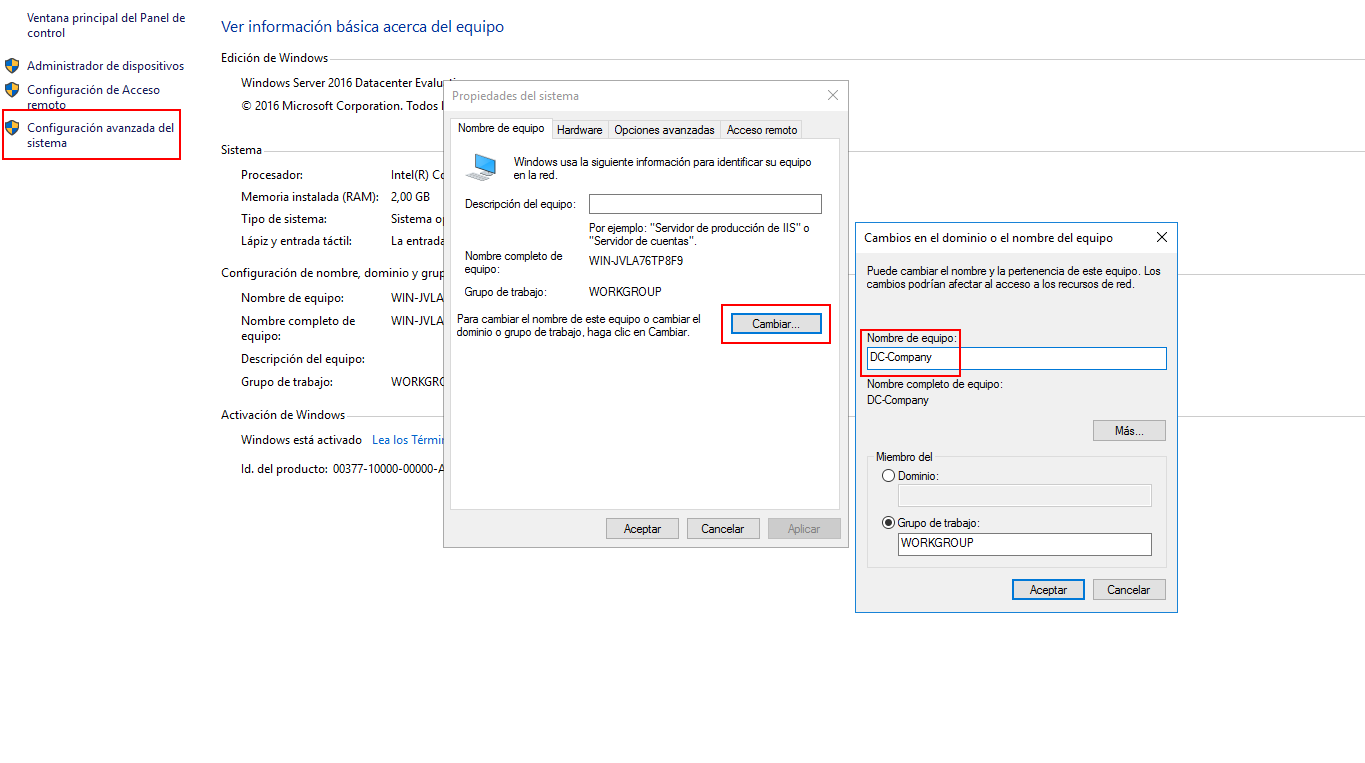 Ventana principal del Panel de
control
Administrador de dispositivos
Configuración de Acceso
remoto
Configuración avanzada del
sistema
Ver información básica acerca del equipo
Edición de Windows
Windows Server 2016 Datacenter
© 2016 Microsoft Corporation. Todos
Sistema
Procesador: Intel(R)
Memoria instalada (RAM): 2,00 GB
Tipo de sistema: Sistema
Lápiz y entrada táctil: La entrada
Configuración de nombre, dominio y
Nombre de equipo: WIN-JVLA
Nombre completo de WIN-JVLA
equipo:
Descripción del equipo:
Grupo de trabajo: WORKGRO
Activación de Windows
Windows está activado Lea los
Id. del producto: 00377-10000-00000-A
Propiedades del sistema
Nombre de equipo Hardware Opciones avanzadas Acceso remoto
Windows usa la siguiente información para identificar su equipo
en la red.
Descripción del equipo:
Por ejemplo: "Servidor de producción de IIS" o
"Servidor de cuentas".
Nombre completo de
equipo: WIN-JVLA76TP8F9
Grupo de trabajo: WORKGROUP
Para cambiar el nombre de este equipo o cambiar el
dominio o grupo de trabajo, haga clic en Cambiar.
Cambiar...
Aceptar Cancelar Aplicar
Cambios en el dominio o el nombre del equipo
Puede cambiar el nombre y la pertenencia de este equipo. Los
cambios podrían afectar al acceso a los recursos de red.
Nombre de equipo:
DC-Company
Nombre completo de equipo:
DC-Company
Más...
Miembro del
Dominio:
Grupo de trabajo:
WORKGROUP
Aceptar Cancelar